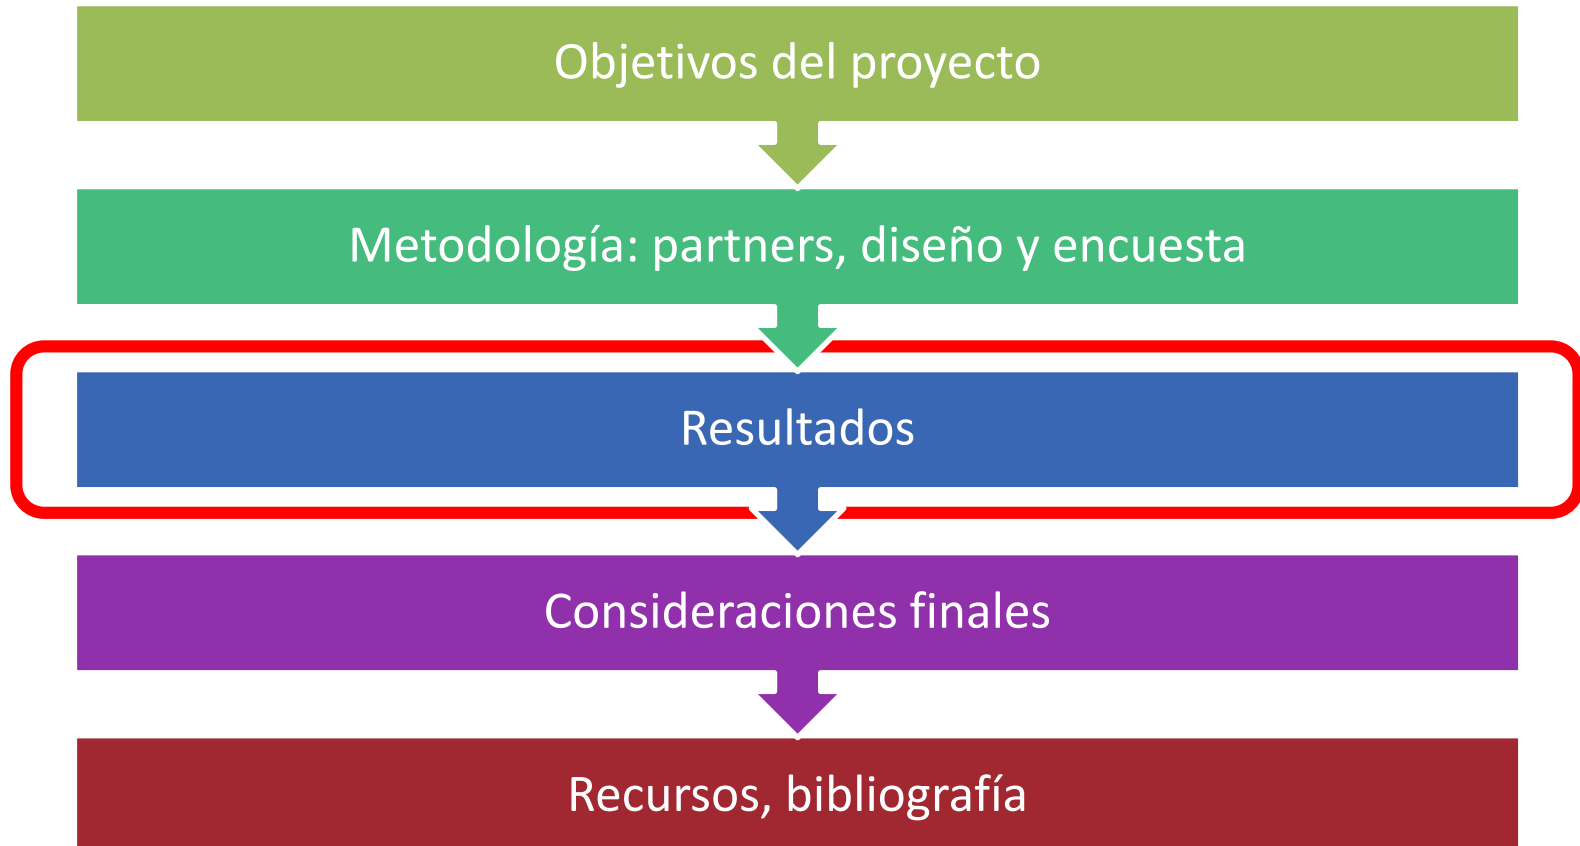 Objetivos del proyecto
Metodología: partners, diseño y encuesta
Resultados
Consideraciones finales
Recursos, bibliografía